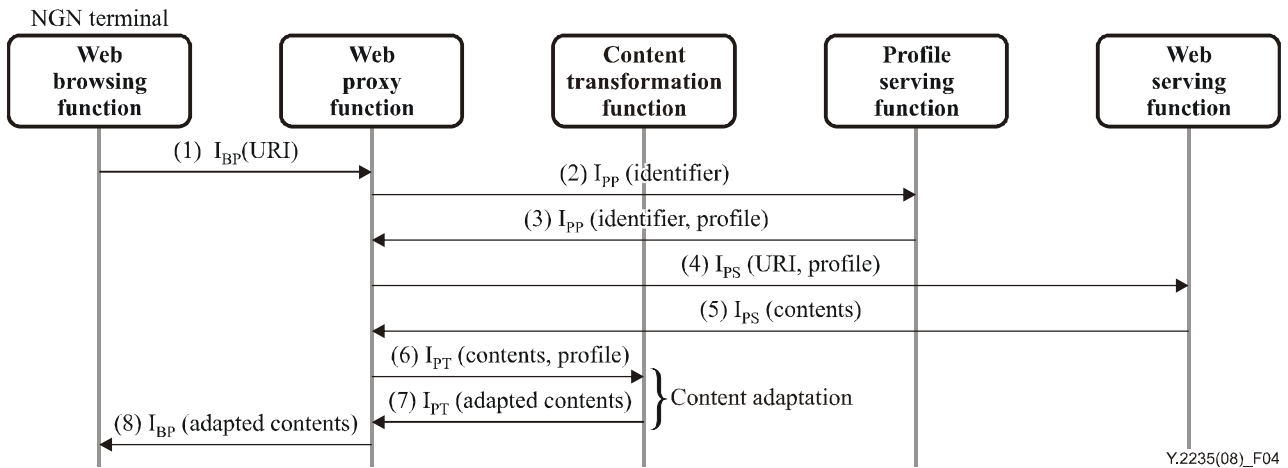 NGN terminal
Web
browsing
function
Web
proxy
function
Content
transformation
function
Profile
serving
function
Web
serving
function
(1) I_BP(URI)
(2) I_PP (identifier)
(3) I_PP (identifier, profile)
(4) I_PS (URI, profile)
(5) I_PS (contents)
(6) I_PT (contents, profile)
(7) I_PT (adapted contents)
Content adaptation
(8) I_BP (adapted contents)
Y.2235(08)_F04